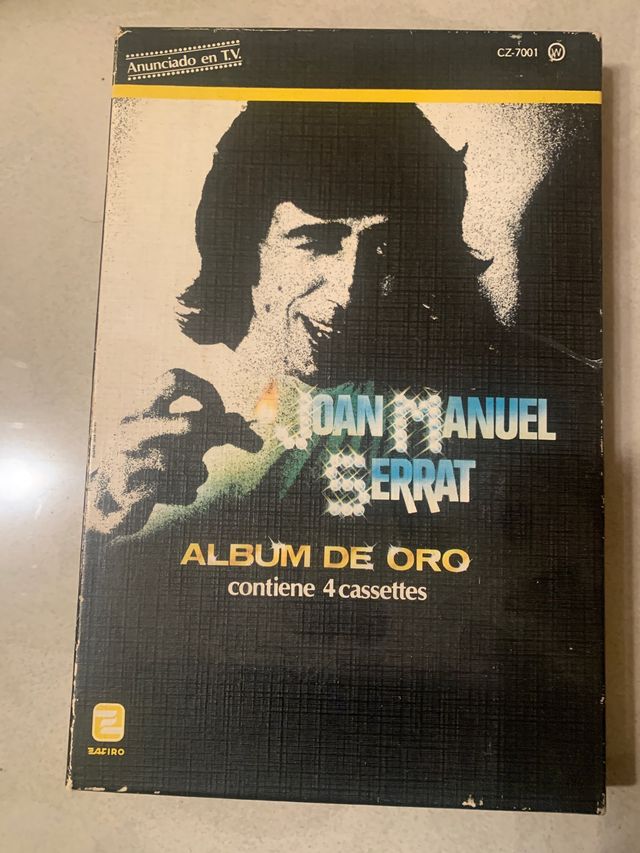 Anunciado en T.V.
CZ-7001 W
JOAN MANUEL
SERRAT
ALBUM DE ORO
contiene 4 cassettes
ZAFIRO